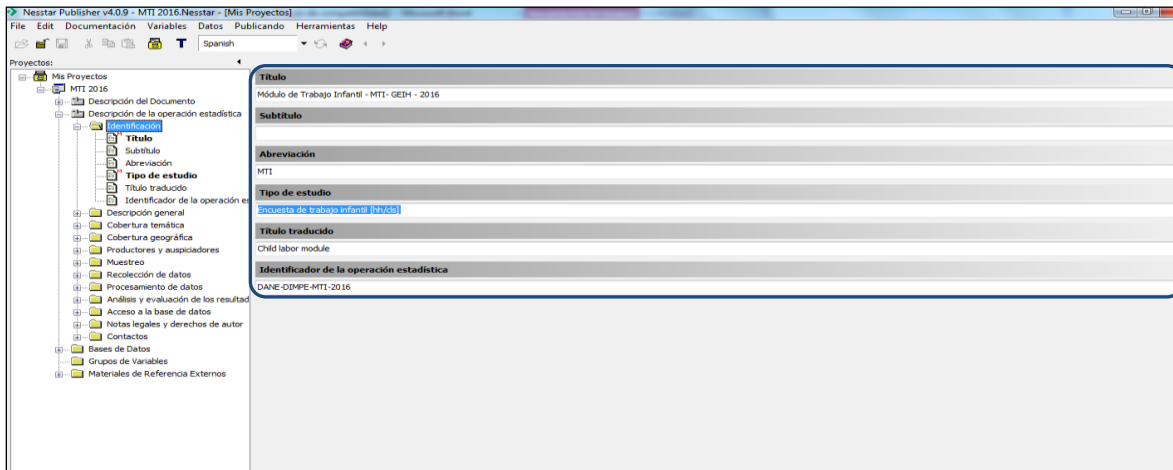 Nesstar Publisher v4.0.9 - MTI 2016.Nesstar - [Mis Proyectos]
File Edit Documentación Variables Datos Publicando Herramientas Help
T Spanish
Proyectos:
Mis Proyectos
MTI 2016
Descripción del Documento
Descripción de la operación estadística
Identificación
Título
Subtítulo
Abreviación
Tipo de estudio
Título traducido
Identificador de la operación es
Descripción general
Cobertura temática
Cobertura geográfica
Productores y auspiciadores
Muestreo
Recolección de datos
Procesamiento de datos
Análisis y evaluación de los resultad
Acceso a la base de datos
Notas legales y derechos de autor
Contactos
Bases de Datos
Grupos de Variables
Materiales de Referencia Externos
Título
Módulo de Trabajo Infantil - MTI- GEIH - 2016
Subtítulo
Abreviación
MTI
Tipo de estudio
Encuesta de trabajo infantil [hh/cls]
Título traducido
Child labor module
Identificador de la operación estadística
DANE-DIMPE-MTI-2016